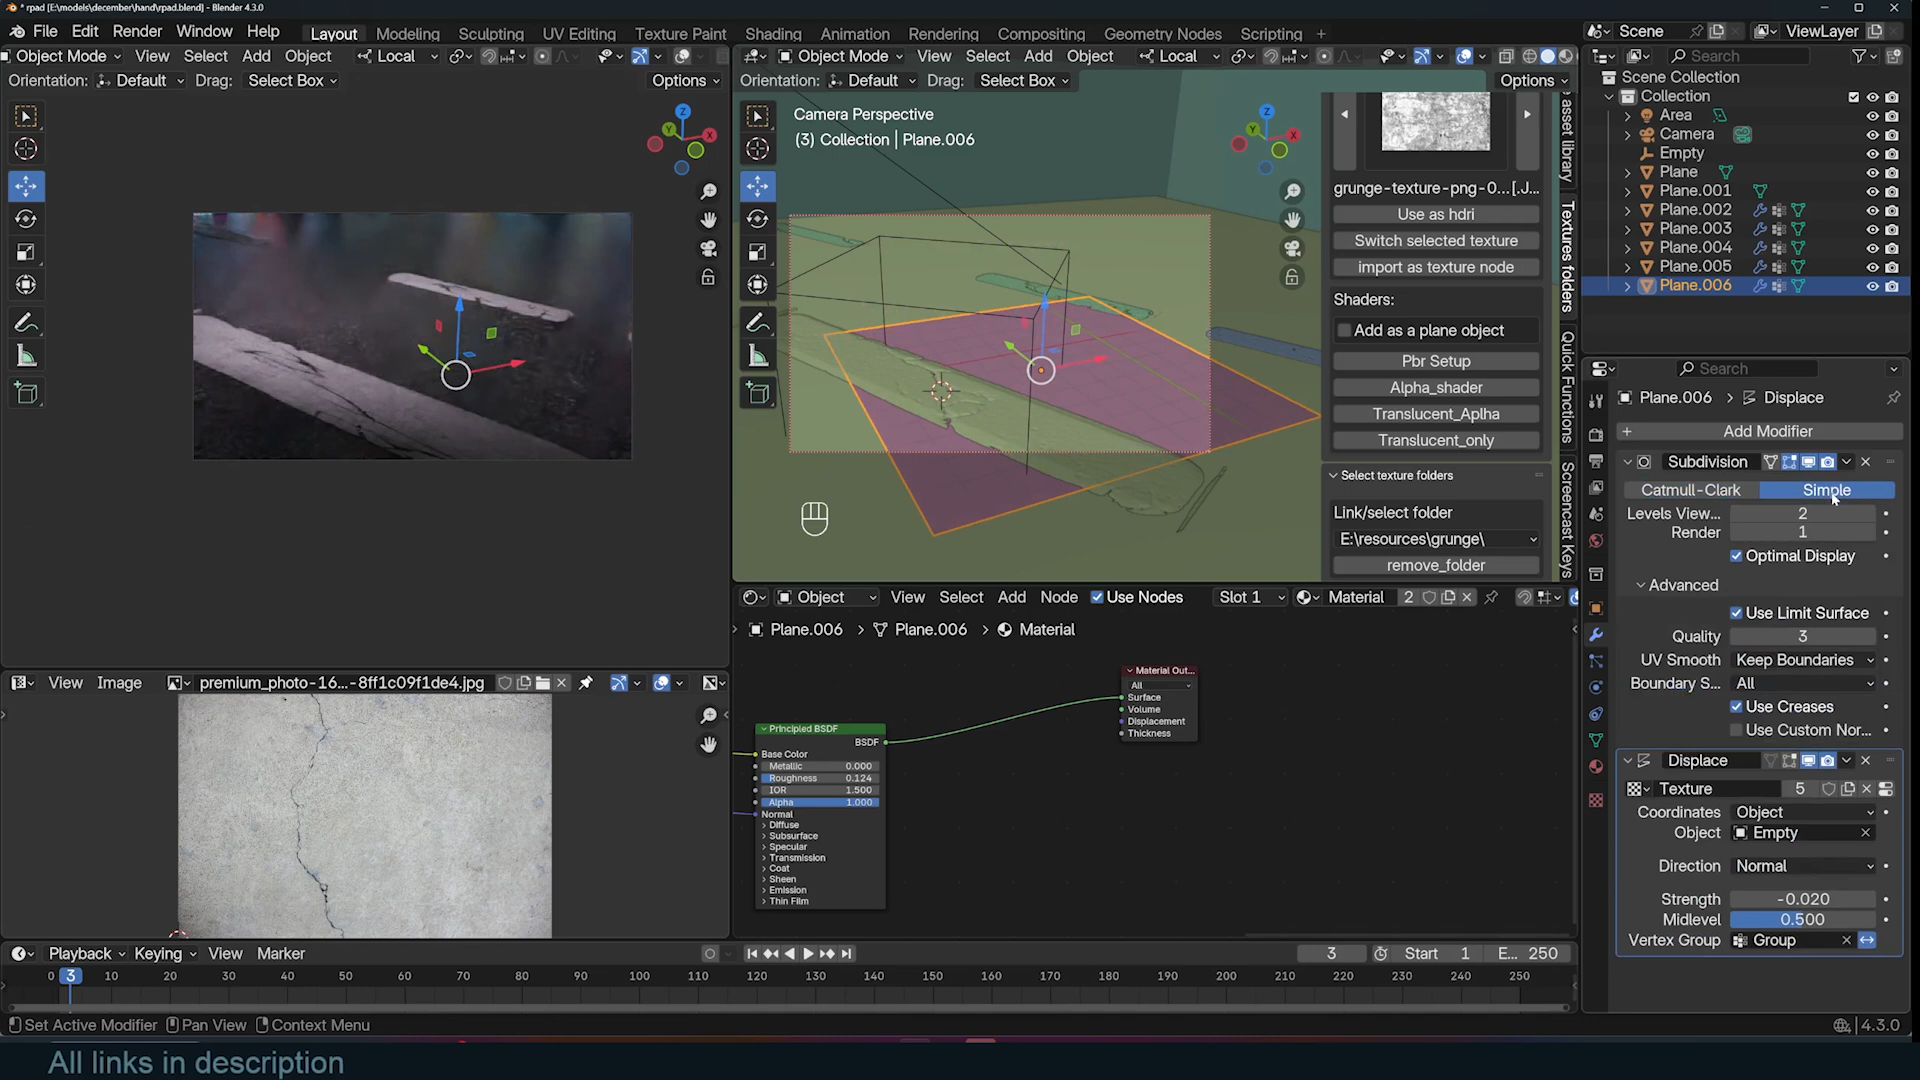 * rpad [E:\models\december\hand\rpad.blend] - Blender 4.3.0
File Edit Render Window Help
Layout Modeling Sculpting UV Editing Texture Paint Shading Animation Rendering Compositing Geometry Nodes Scripting +
Scene ViewLayer
Object Mode View Select Add Object Local
Orientation: Default Drag: Select Box Options
Object Mode View Select Add Object Local
Orientation: Default Drag: Select Box Options
Camera Perspective
(3) Collection | Plane.006
X
Y
Z
grunge-texture-png-0...[.J...
Use as hdri
Switch selected texture
import as texture node
Shaders:
Add as a plane object
Pbr Setup
Alpha_shader
Translucent_Aplha
Translucent_only
Select texture folders
Link/select folder
E:\resources\grunge\
remove_folder
asset library
Textures folders
Quick Functions
Screencast Keys
Search
Scene Collection
Collection
Area
Camera
Empty
Plane
Plane.001
Plane.002
Plane.003
Plane.004
Plane.005
Plane.006
Search
Plane.006 > Displace
+ Add Modifier
Subdivision
Catmull-Clark Simple
Levels View... 2
Render 1
Optimal Display
Advanced
Use Limit Surface
Quality 3
UV Smooth Keep Boundaries
Boundary S... All
Use Creases
Use Custom Nor...
Displace
Texture 5
Coordinates Object
Object Empty
Direction Normal
Strength -0.020
Midlevel 0.500
Vertex Group Group
View Image premium_photo-16...-8ff1c09f1de4.jpg
Object View Select Add Node Use Nodes Slot 1 Material 2
Plane.006 > Plane.006 > Material
Material Out...
All
Surface
Volume
Displacement
Thickness
Principled BSDF
BSDF
Base Color
Metallic 0.000
Roughness 0.124
IOR 1.500
Alpha 1.000
Normal
Diffuse
Subsurface
Specular
Transmission
Coat
Sheen
Emission
Thin Film
Playback Keying View Marker 3 Start 1 E... 250
0 3 10 20 30 40 50 60 70 80 90 100 110 120 130 140 150 160 170 180 190 200 210 220 230 240 250
Set Active Modifier Pan View Context Menu 4.3.0
All links in description